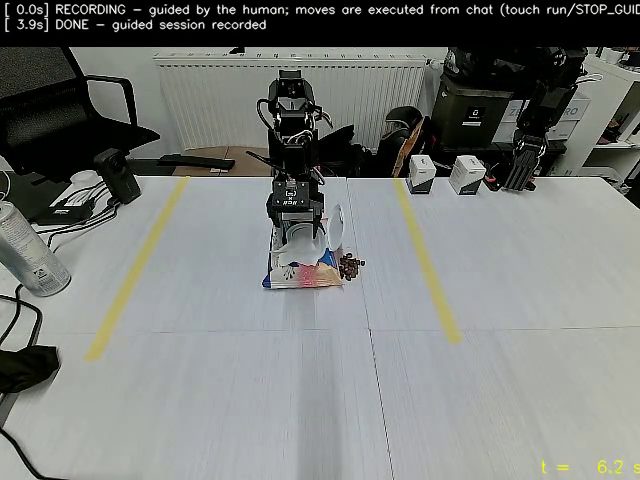 [ 0.0s] RECORDING – guided by the human; moves are executed from chat (touch run/STOP_GUID
[ 3.9s] DONE – guided session recorded
t = 6.2 s